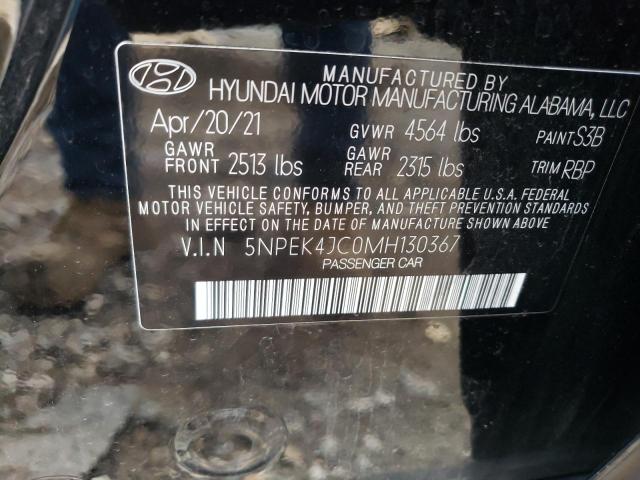 MANUFACTURED BY
HYUNDAI MOTOR MANUFACTURING ALABAMA, LLC
Apr/20/21 GVWR 4564 lbs PAINT S3B
GAWR FRONT 2513 lbs GAWR REAR 2315 lbs TRIM RBP
THIS VEHICLE CONFORMS TO ALL APPLICABLE U.S.A. FEDERAL
MOTOR VEHICLE SAFETY, BUMPER, AND THEFT PREVENTION STANDARDS
IN EFFECT ON THE DATE OF MANUFACTURE SHOWN ABOVE
V.I.N 5NPEK4JC0MH130367
PASSENGER CAR